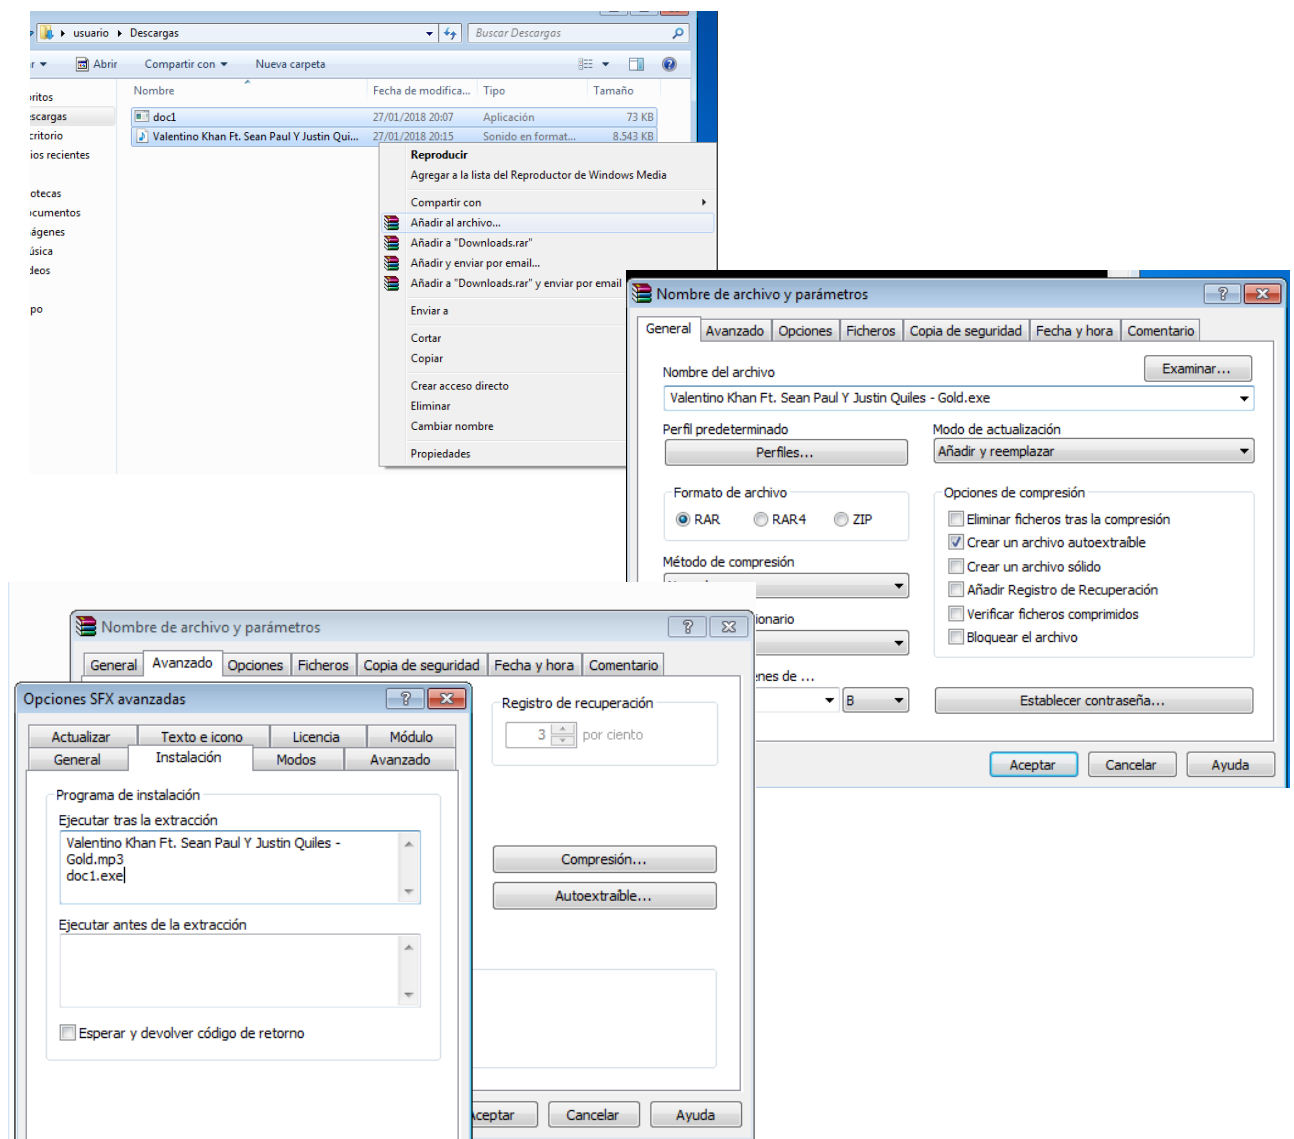 usuario
Descargas
Buscar Descargas
Abrir
Compartir con
Nueva carpeta
Nombre
Fecha de modifica...
Tipo
Tamaño
doc1
27/01/2018 20:07
Aplicación
73 KB
Valentino Khan Ft. Sean Paul Y Justin Qui...
27/01/2018 20:15
Sonido en format...
8.543 KB
oritos
escargas
critorio
ios recientes
otecas
ocumentos
ágenes
úsica
deos
po
Reproducir
Agregar a la lista del Reproductor de Windows Media
Compartir con
Añadir al archivo...
Añadir a "Downloads.rar"
Añadir y enviar por email...
Añadir a "Downloads.rar" y enviar por email
Enviar a
Cortar
Copiar
Crear acceso directo
Eliminar
Cambiar nombre
Propiedades
Nombre de archivo y parámetros
General
Avanzado
Opciones
Ficheros
Copia de seguridad
Fecha y hora
Comentario
Nombre del archivo
Examinar...
Valentino Khan Ft. Sean Paul Y Justin Quiles - Gold.exe
Perfil predeterminado
Perfiles...
Modo de actualización
Añadir y reemplazar
Formato de archivo
RAR
RAR4
ZIP
Método de compresión
Opciones de compresión
Eliminar ficheros tras la compresión
Crear un archivo autoextraíble
Crear un archivo sólido
Añadir Registro de Recuperación
Verificar ficheros comprimidos
Bloquear el archivo
ionario
enes de ...
B
Establecer contraseña...
Aceptar
Cancelar
Ayuda
Nombre de archivo y parámetros
General
Avanzado
Opciones
Ficheros
Copia de seguridad
Fecha y hora
Comentario
Registro de recuperación
3
por ciento
Compresión...
Autoextraíble...
Aceptar
Cancelar
Ayuda
Opciones SFX avanzadas
Actualizar
Texto e icono
Licencia
Módulo
General
Instalación
Modos
Avanzado
Programa de instalación
Ejecutar tras la extracción
Valentino Khan Ft. Sean Paul Y Justin Quiles -
Gold.mp3
doc1.exe
Ejecutar antes de la extracción
Esperar y devolver código de retorno